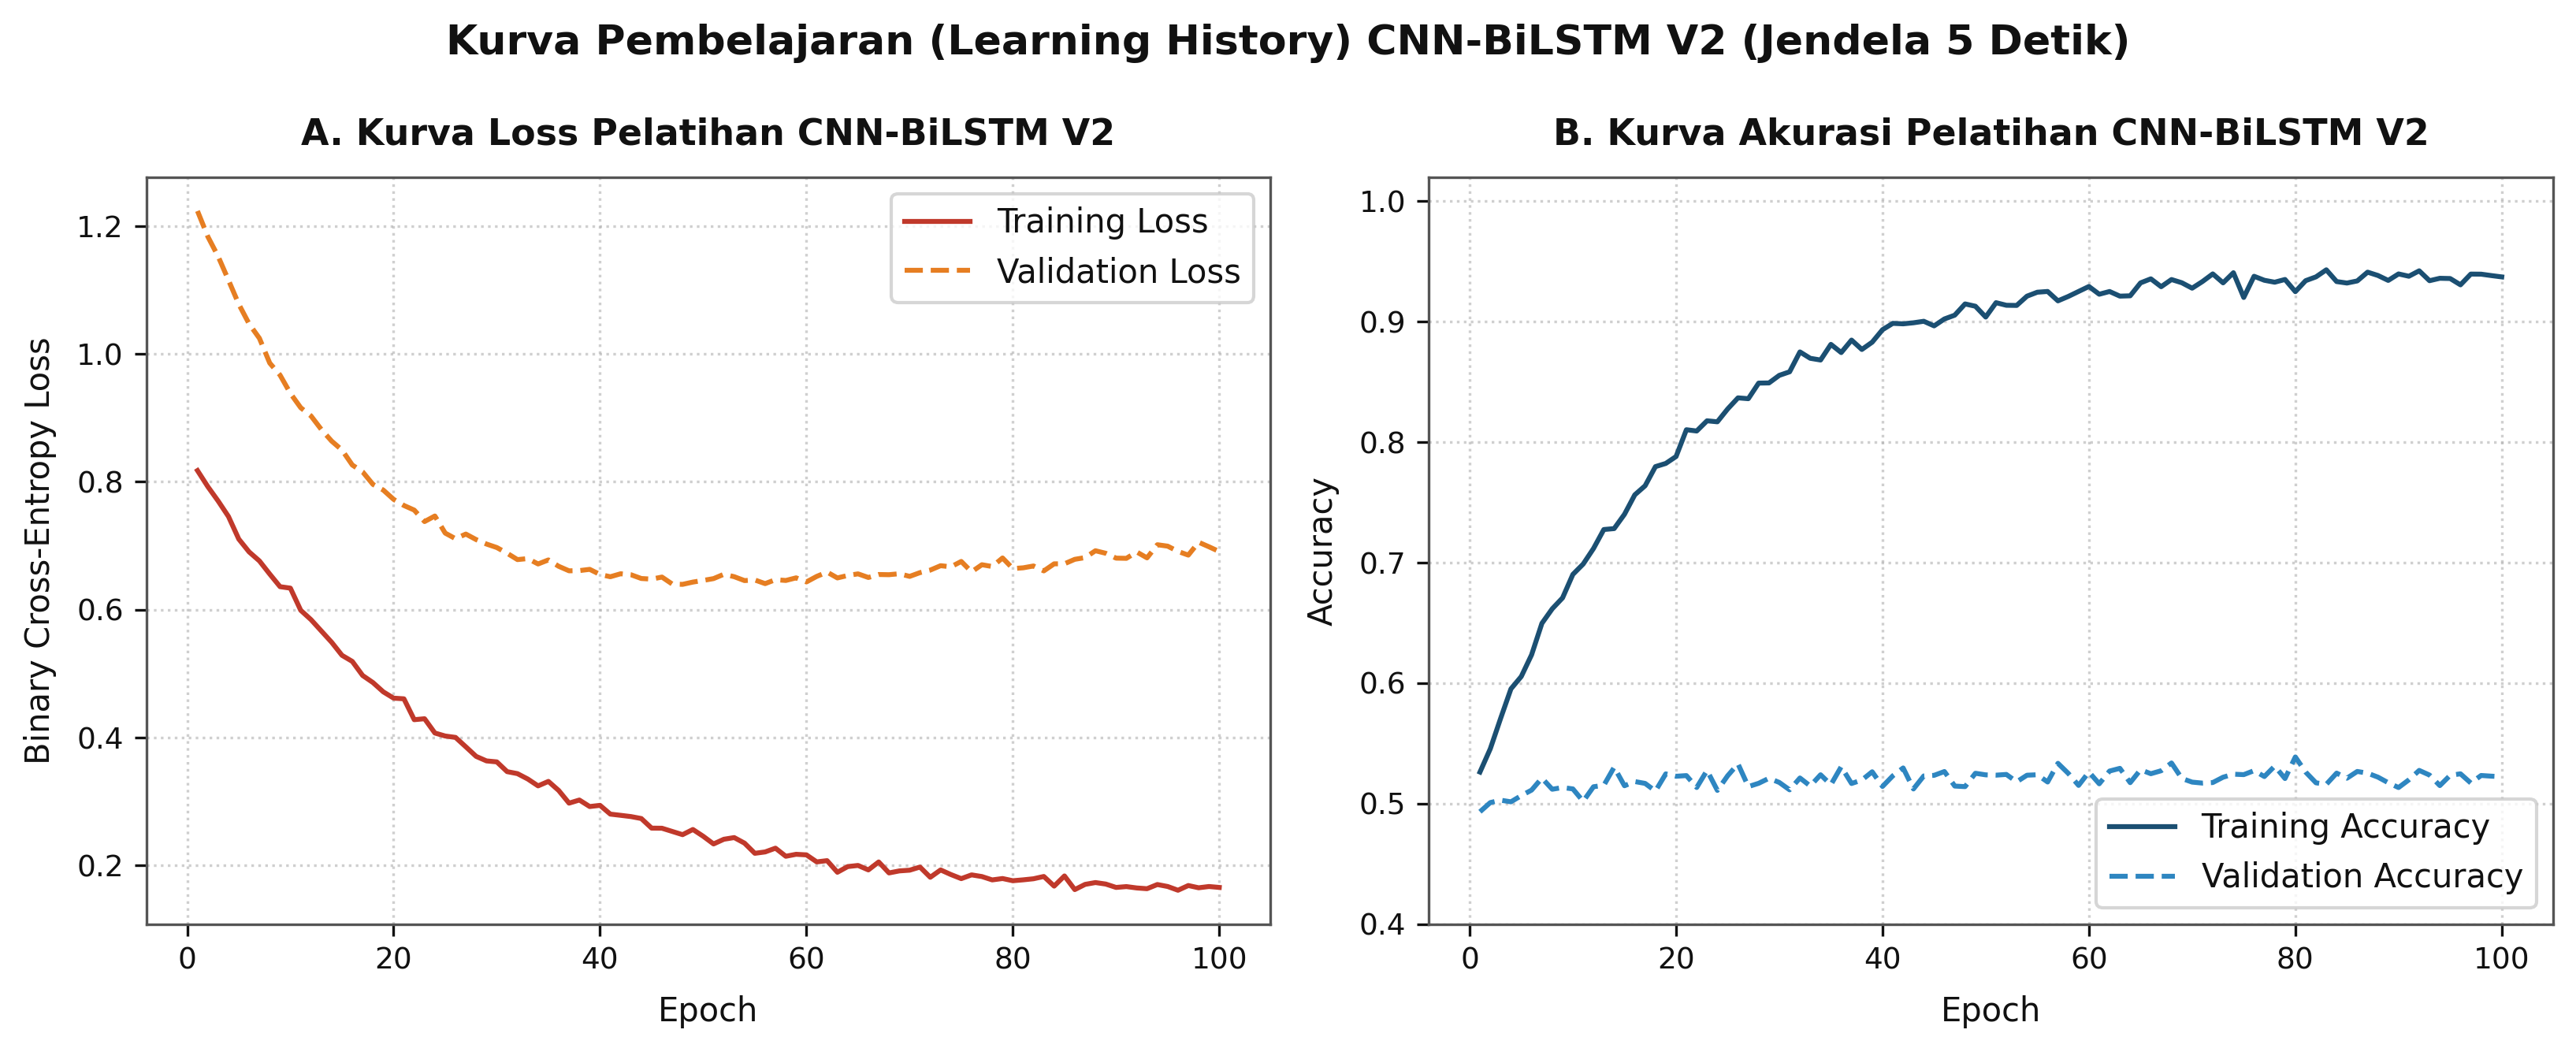 Kurva Pembelajaran (Learning History) CNN-BiLSTM V2 (Jendela 5 Detik)
A. Kurva Loss Pelatihan CNN-BiLSTM V2
Binary Cross-Entropy Loss
1.2
1.0
0.8
0.6
0.4
0.2
Training Loss
Validation Loss
0 20 40 60 80 100
Epoch
B. Kurva Akurasi Pelatihan CNN-BiLSTM V2
Accuracy
1.0
0.9
0.8
0.7
0.6
0.5
0.4
Training Accuracy
Validation Accuracy
0 20 40 60 80 100
Epoch